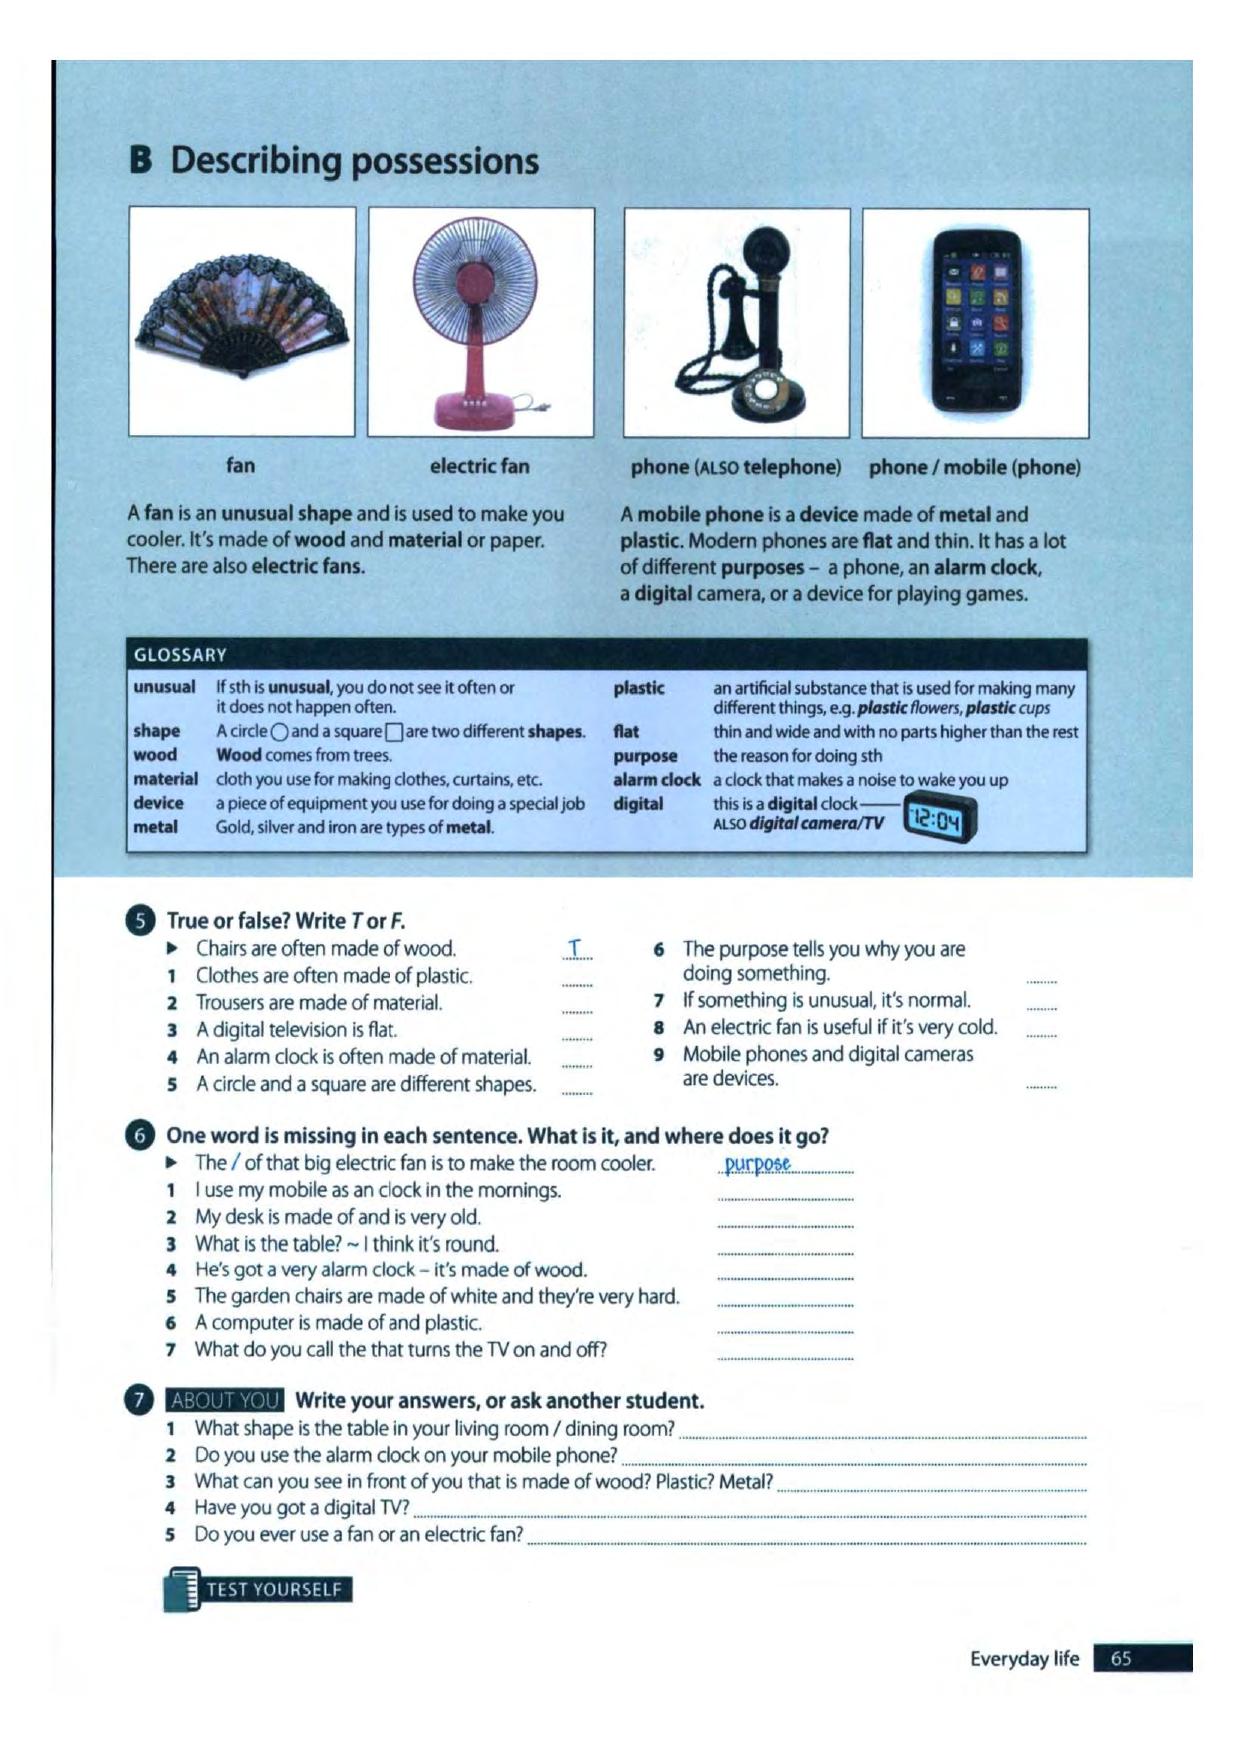 B Describing possessions
fan
electric fan
phone (ALSO telephone)
phone / mobile (phone)
A fan is an unusual shape and is used to make you
cooler. It's made of wood and material or paper.
There are also electric fans.
A mobile phone is a device made of metal and
plastic. Modern phones are flat and thin. It has a lot
of different purposes – a phone, an alarm clock,
a digital camera, or a device for playing games.
GLOSSARY
unusual If sth is unusual, you do not see it often or
it does not happen often.
shape A circle and a square are two different shapes.
wood Wood comes from trees.
material cloth you use for making clothes, curtains, etc.
device a piece of equipment you use for doing a special job
metal Gold, silver and iron are types of metal.
plastic an artificial substance that is used for making many
different things, e.g. plastic flowers, plastic cups
flat thin and wide and with no parts higher than the rest
purpose the reason for doing sth
alarm clock a clock that makes a noise to wake you up
digital this is a digital clock
ALSO digital camera/TV
12:04
5 True or false? Write T or F.
► Chairs are often made of wood. T
1 Clothes are often made of plastic. ........
2 Trousers are made of material. ........
3 A digital television is flat. ........
4 An alarm clock is often made of material. ........
5 A circle and a square are different shapes. ........
6 The purpose tells you why you are
doing something. ........
7 If something is unusual, it's normal. ........
8 An electric fan is useful if it's very cold. ........
9 Mobile phones and digital cameras
are devices. ........
6 One word is missing in each sentence. What is it, and where does it go?
► The / of that big electric fan is to make the room cooler. purpose
1 I use my mobile as an clock in the mornings.
2 My desk is made of and is very old.
3 What is the table? ~ I think it's round.
4 He's got a very alarm clock – it's made of wood.
5 The garden chairs are made of white and they're very hard.
6 A computer is made of and plastic.
7 What do you call the that turns the TV on and off?
7 ABOUT YOU Write your answers, or ask another student.
1 What shape is the table in your living room / dining room?
2 Do you use the alarm clock on your mobile phone?
3 What can you see in front of you that is made of wood? Plastic? Metal?
4 Have you got a digital TV?
5 Do you ever use a fan or an electric fan?
TEST YOURSELF
Everyday life 65